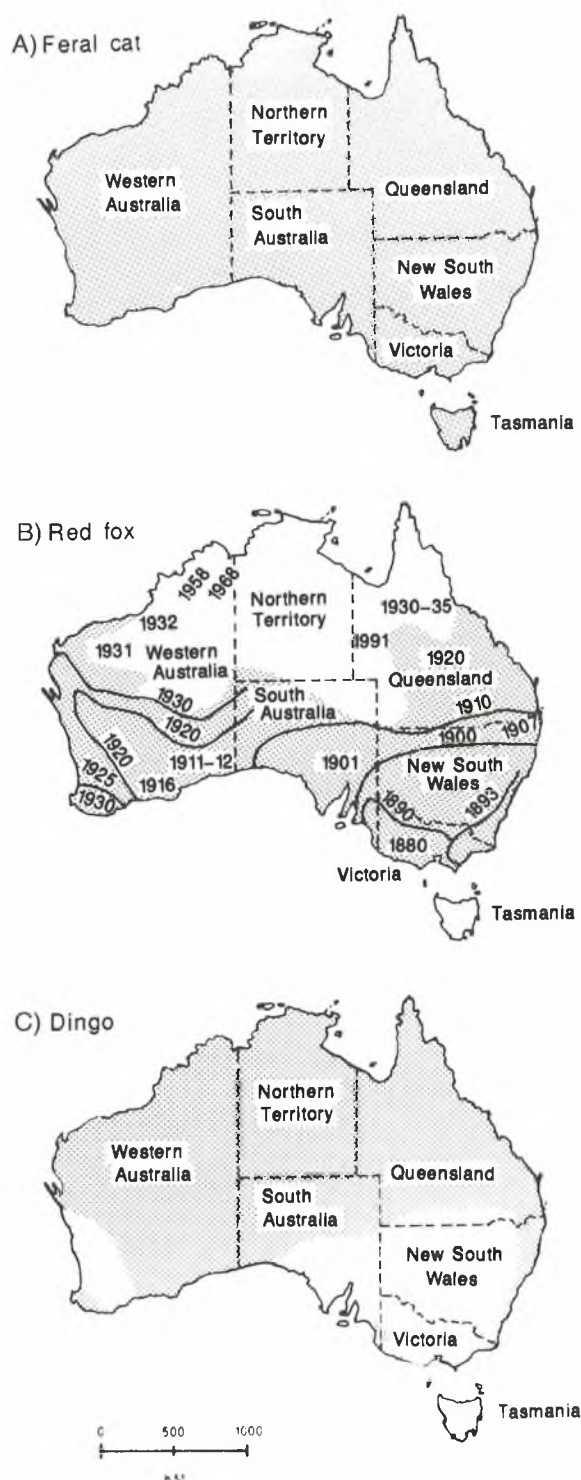 A) Feral cat
Northern
Territory
Western
Australia
Queensland
South
Australia
New South
Wales
Victoria
Tasmania
B) Red fox
1958
1968
Northern
Territory
1930-35
1932
1931
1991
Western
Australia
1920
Queensland
South
Australia
1930
1910
1920
1900
1907
1920
1911-12
1901
New South
Wales
1925
1916
1930
1890
1893
1880
Victoria
Tasmania
C) Dingo
Northern
Territory
Western
Australia
Queensland
South
Australia
New South
Wales
Victoria
Tasmania
0 500 1000